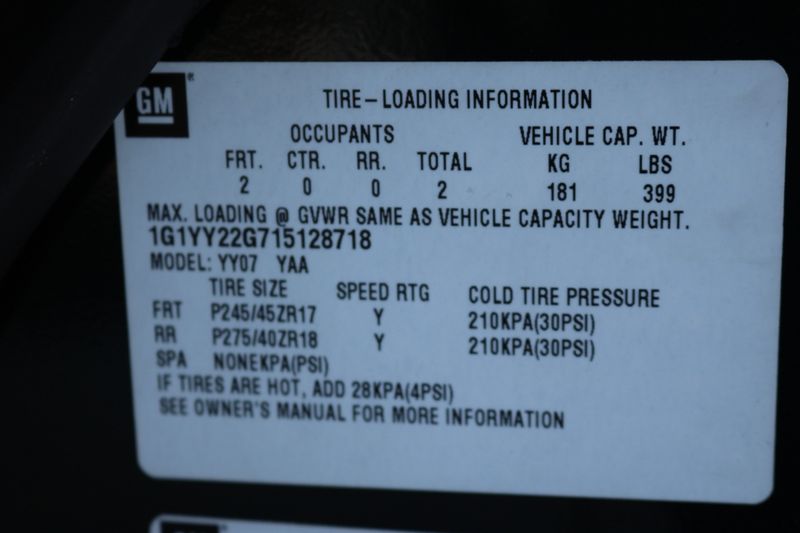 GM®
TIRE–LOADING INFORMATION
OCCUPANTS VEHICLE CAP. WT.
FRT. CTR. RR. TOTAL KG LBS
2 0 0 2 181 399
MAX. LOADING @ GVWR SAME AS VEHICLE CAPACITY WEIGHT.
1G1YY22G715128718
MODEL: YY07 YAA
TIRE SIZE SPEED RTG COLD TIRE PRESSURE
FRT P245/45ZR17 Y 210KPA(30PSI)
RR P275/40ZR18 Y 210KPA(30PSI)
SPA NONEKPA(PSI)
IF TIRES ARE HOT, ADD 28KPA(4PSI)
SEE OWNER'S MANUAL FOR MORE INFORMATION